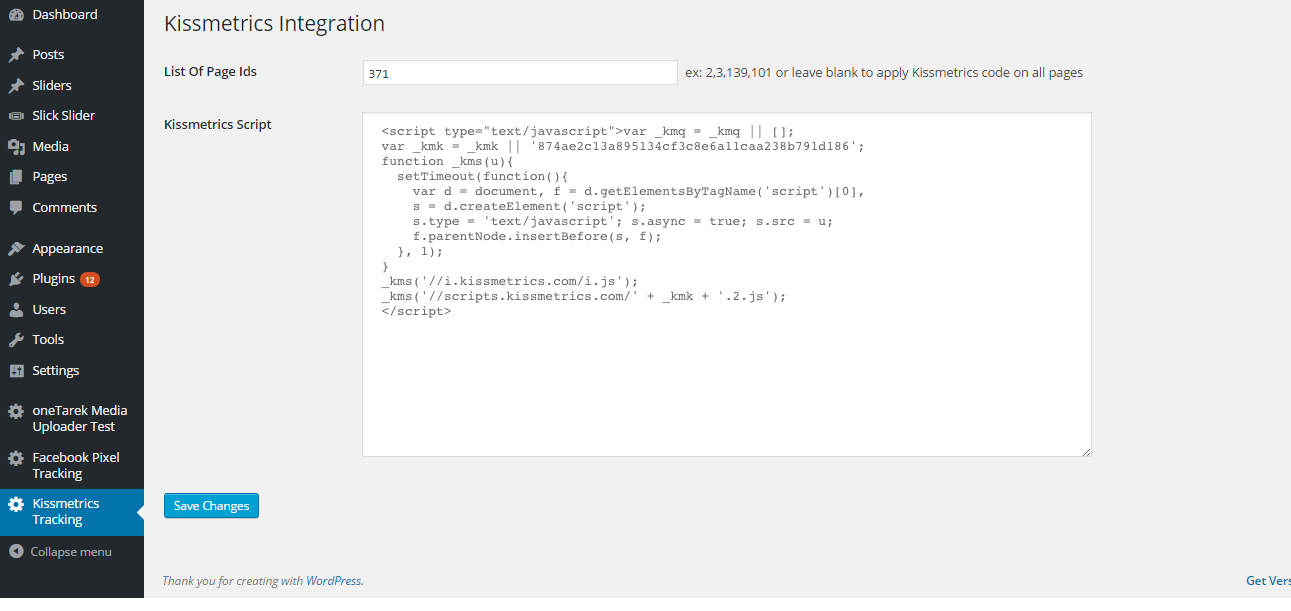 Dashboard
Posts
Sliders
Slick Slider
Media
Pages
Comments
Appearance
Plugins 12
Users
Tools
Settings
oneTarek Media
Uploader Test
Facebook Pixel
Tracking
Kissmetrics
Tracking
Collapse menu
Kissmetrics Integration
List Of Page Ids
371
ex: 2,3,139,101 or leave blank to apply Kissmetrics code on all pages
Kissmetrics Script
<script type="text/javascript">var _kmq = _kmq || [];
var _kmk = _kmk || '874ae2c13a895134cf3c8e6a11caa238b791d186';
function _kms(u){
  setTimeout(function(){
    var d = document, f = d.getElementsByTagName('script')[0],
    s = d.createElement('script');
    s.type = 'text/javascript'; s.async = true; s.src = u;
    f.parentNode.insertBefore(s, f);
  }, 1);
}
_kms('//i.kissmetrics.com/i.js');
_kms('//scripts.kissmetrics.com/' + _kmk + '.2.js');
</script>
Save Changes
Thank you for creating with WordPress.
Get Vers